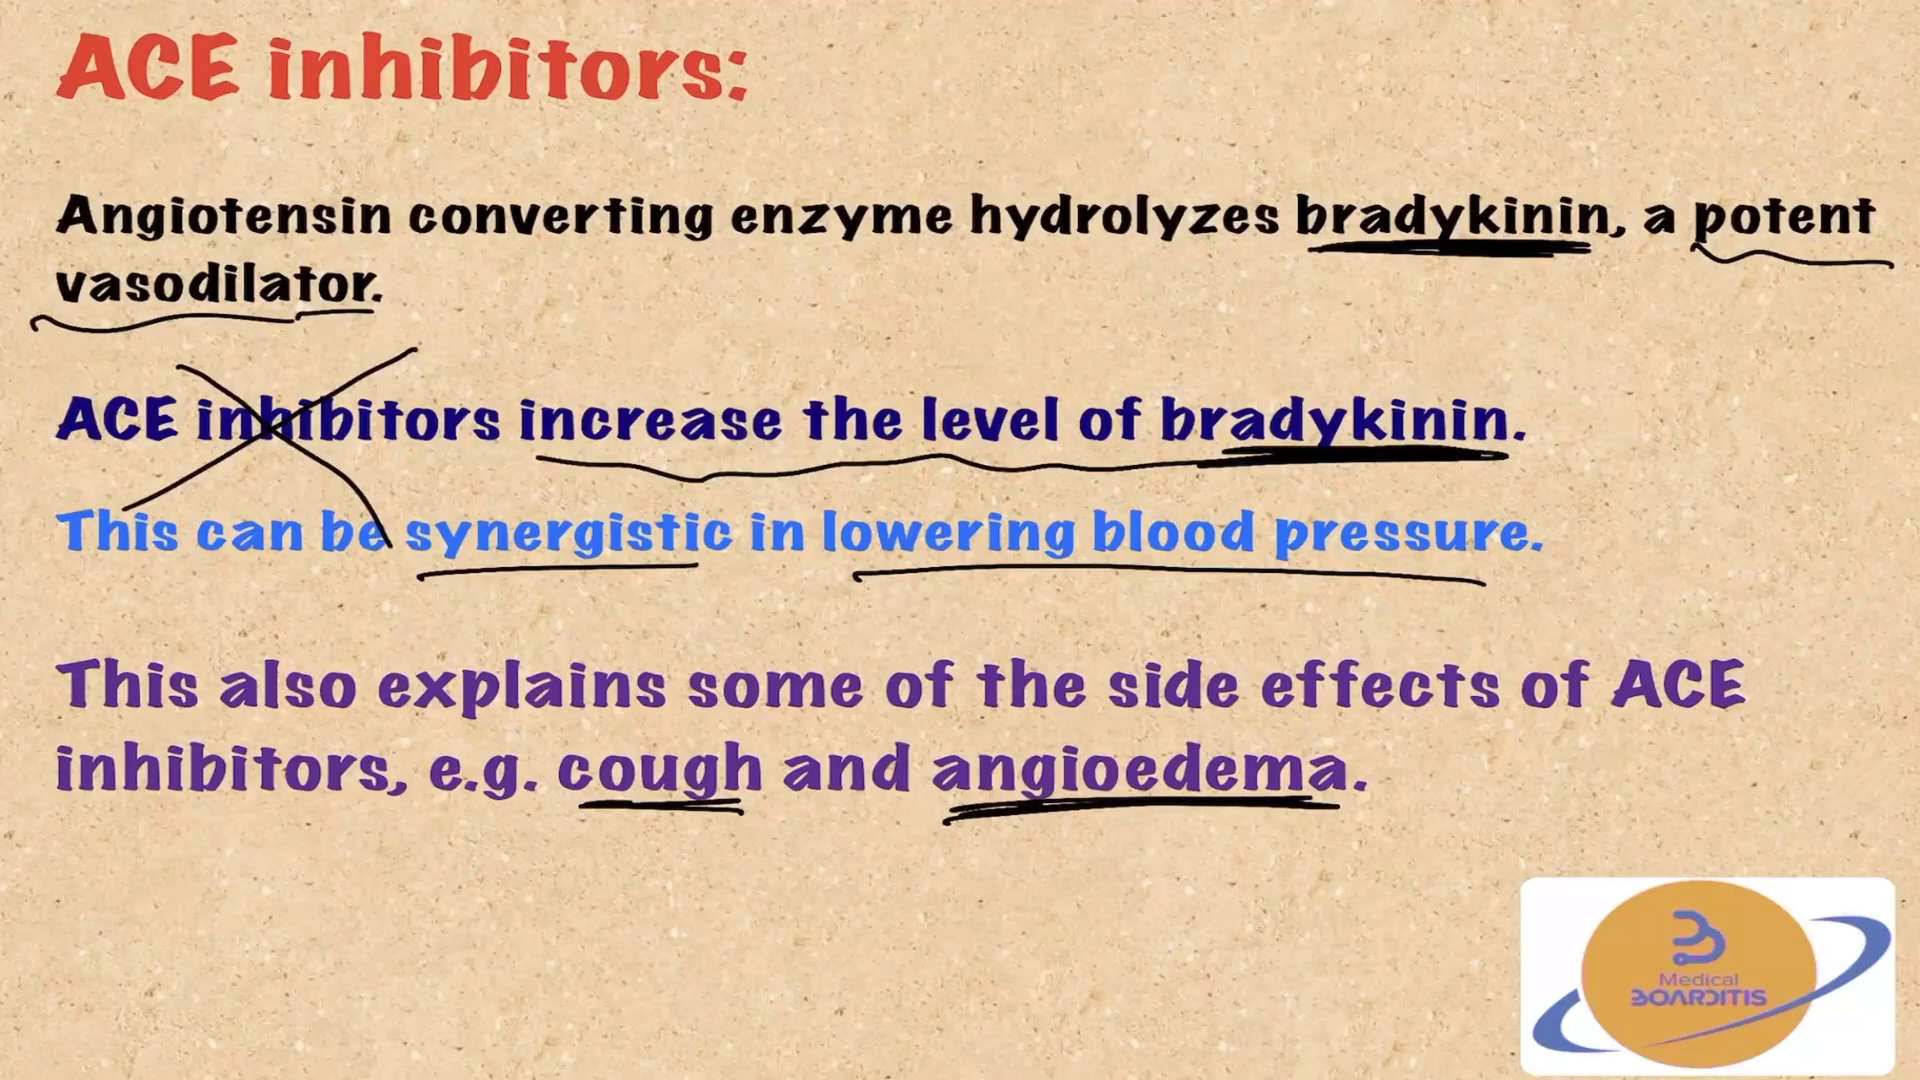 ACE inhibitors:
Angiotensin converting enzyme hydrolyzes bradykinin, a potent
vasodilator.
ACE inhibitors increase the level of bradykinin.
This can be synergistic in lowering blood pressure.
This also explains some of the side effects of ACE
inhibitors, e.g. cough and angioedema.
Medical
BOARDITIS